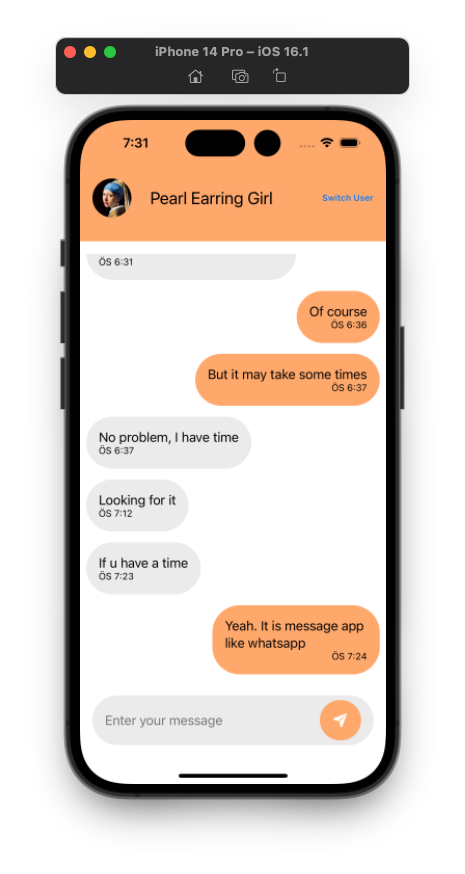 iPhone 14 Pro – iOS 16.1
7:31
Pearl Earring Girl
Switch User
ÖS 6:31
Of course
ÖS 6:36
But it may take some times
ÖS 6:37
No problem, I have time
ÖS 6:37
Looking for it
ÖS 7:12
If u have a time
ÖS 7:23
Yeah. It is message app
like whatsapp
ÖS 7:24
Enter your message